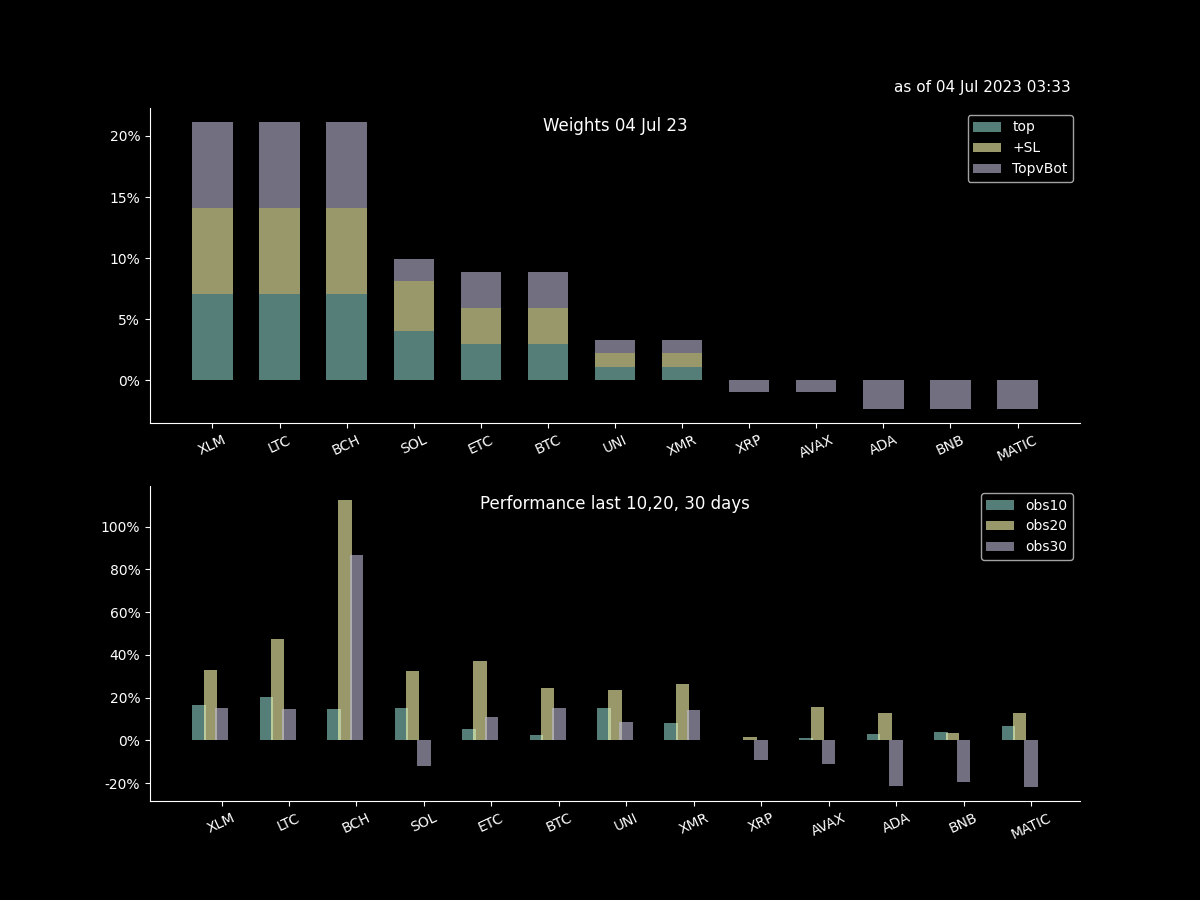 as of 04 Jul 2023 03:33
Weights 04 Jul 23
top
+SL
TopvBot
20%
15%
10%
5%
0%
XLM LTC BCH SOL ETC BTC UNI XMR XRP AVAX ADA BNB MATIC
Performance last 10,20, 30 days
obs10
obs20
obs30
100%
80%
60%
40%
20%
0%
-20%
XLM LTC BCH SOL ETC BTC UNI XMR XRP AVAX ADA BNB MATIC